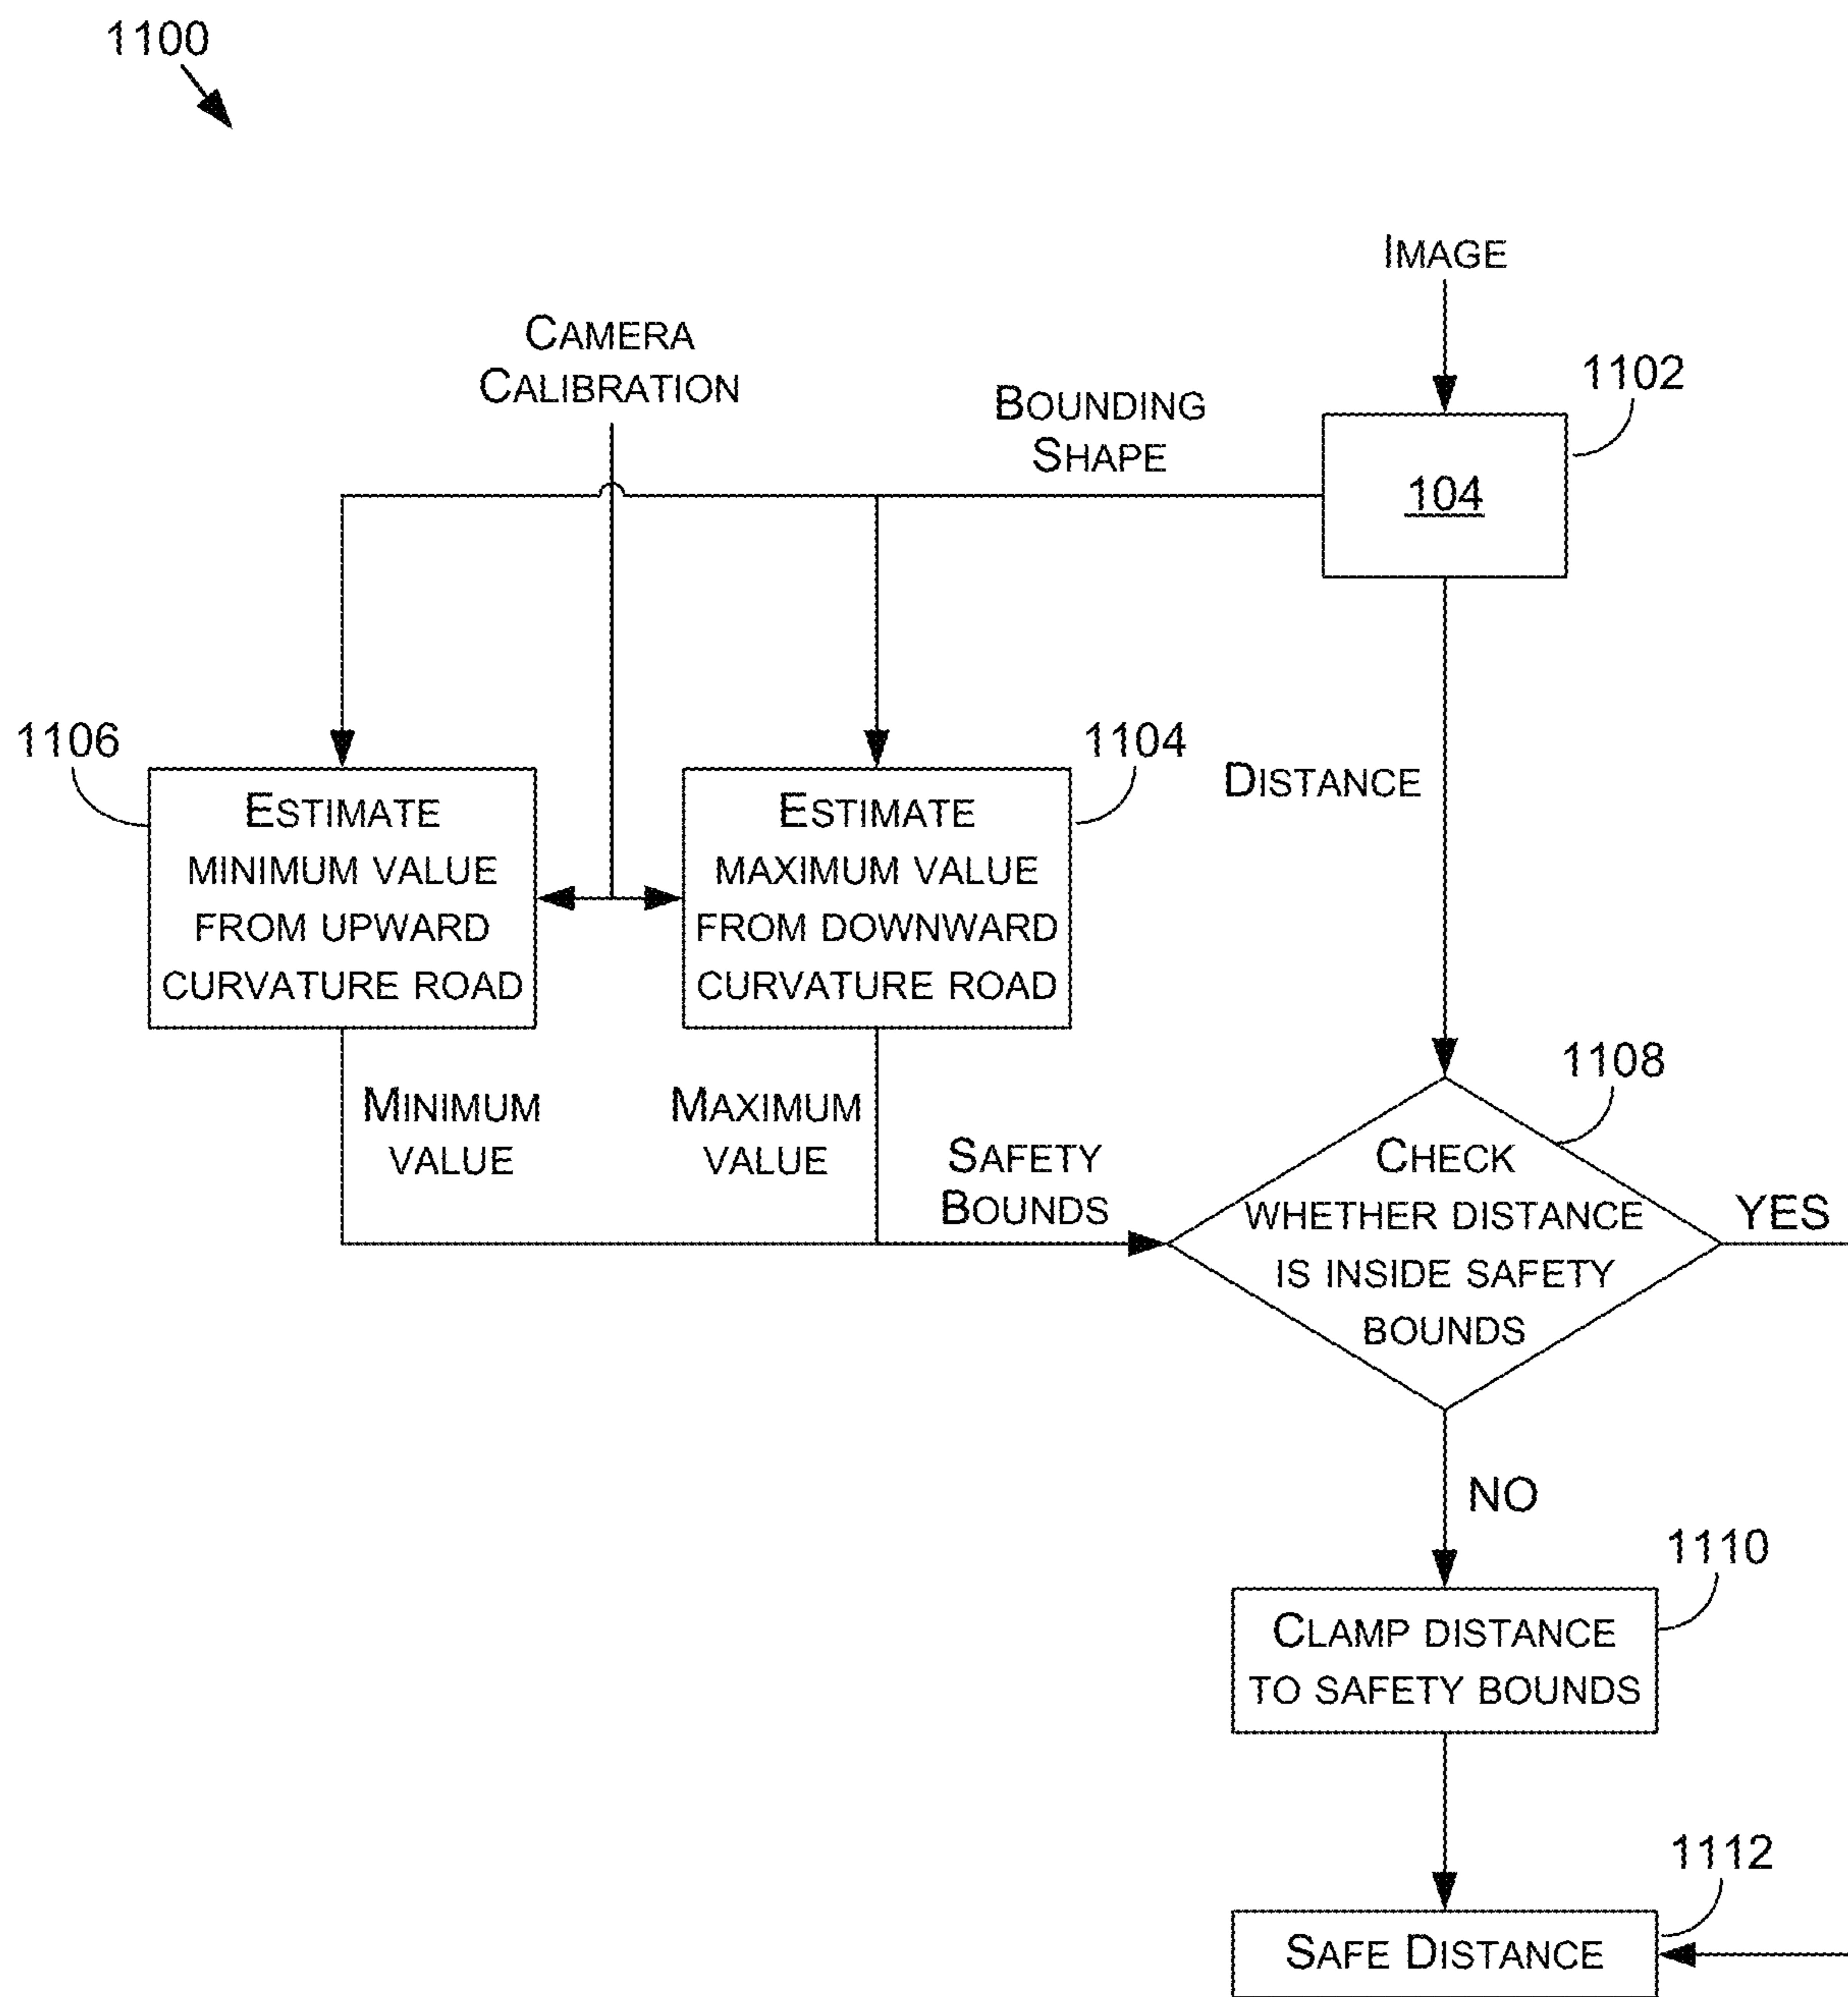 1100
IMAGE
CAMERA
CALIBRATION
BOUNDING
SHAPE
1102
104
1106
1104
ESTIMATE
MINIMUM VALUE
FROM UPWARD
CURVATURE ROAD
ESTIMATE
MAXIMUM VALUE
FROM DOWNWARD
CURVATURE ROAD
DISTANCE
1108
MINIMUM
VALUE
MAXIMUM
VALUE
SAFETY
BOUNDS
CHECK
WHETHER DISTANCE
IS INSIDE SAFETY
BOUNDS
YES
NO
1110
CLAMP DISTANCE
TO SAFETY BOUNDS
1112
SAFE DISTANCE